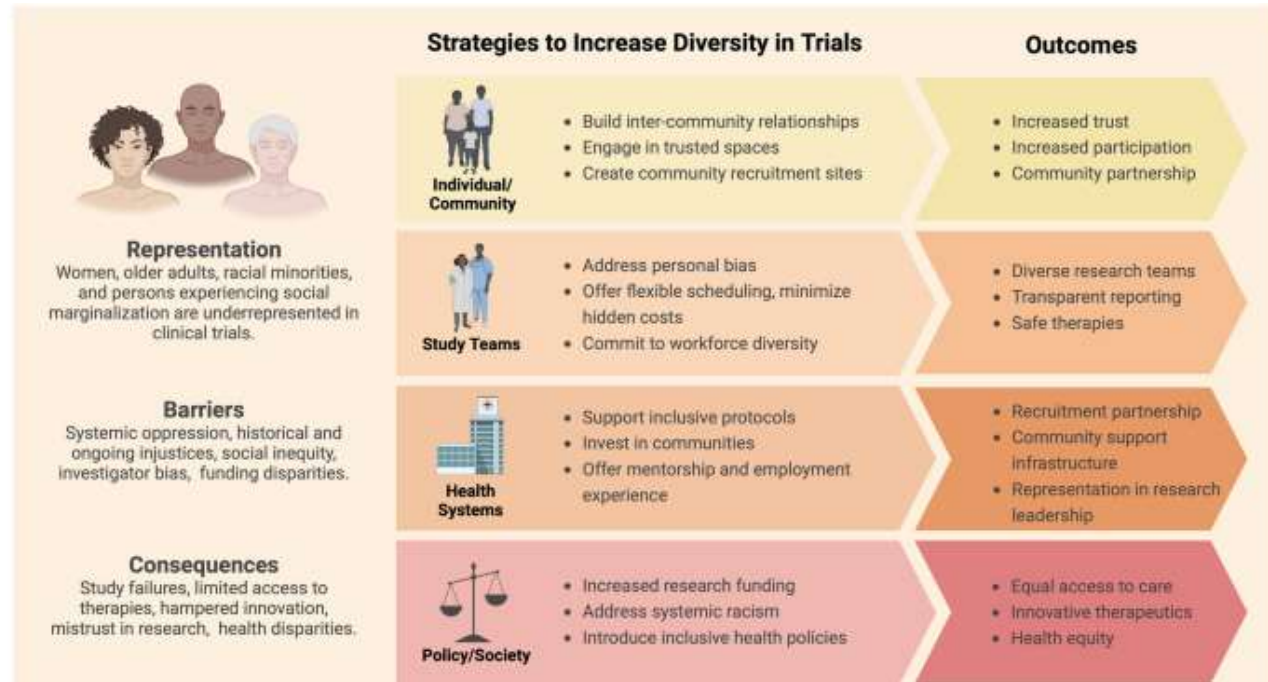 Strategies to Increase Diversity in Trials
Outcomes
Representation
Women, older adults, racial minorities,
and persons experiencing social
marginalization are underrepresented in
clinical trials.
Barriers
Systemic oppression, historical and
ongoing injustices, social inequity,
investigator bias, funding disparities.
Consequences
Study failures, limited access to
therapies, hampered innovation,
mistrust in research, health disparities.
Individual/
Community
• Build inter-community relationships
• Engage in trusted spaces
• Create community recruitment sites
• Increased trust
• Increased participation
• Community partnership
Study Teams
• Address personal bias
• Offer flexible scheduling, minimize
hidden costs
• Commit to workforce diversity
• Diverse research teams
• Transparent reporting
• Safe therapies
Health
Systems
• Support inclusive protocols
• Invest in communities
• Offer mentorship and employment
experience
• Recruitment partnership
• Community support
infrastructure
• Representation in research
leadership
Policy/Society
• Increased research funding
• Address systemic racism
• Introduce inclusive health policies
• Equal access to care
• Innovative therapeutics
• Health equity